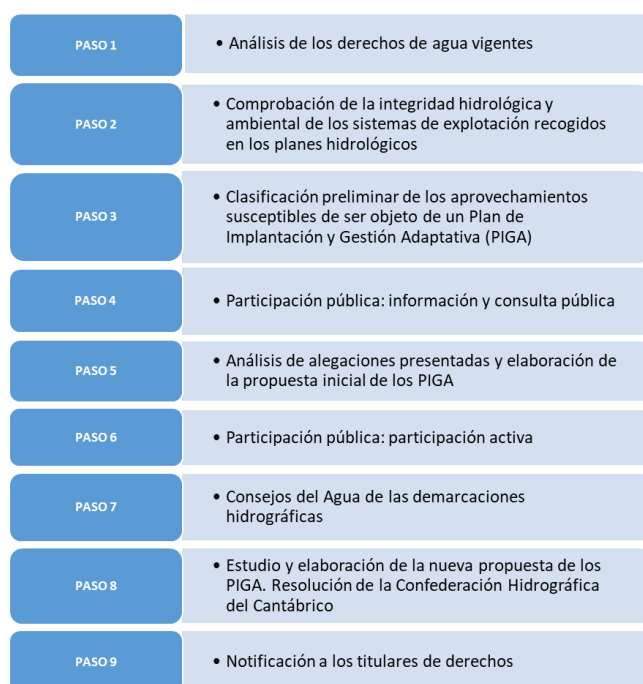 PASO 1
• Análisis de los derechos de agua vigentes
PASO 2
• Comprobación de la integridad hidrológica y
ambiental de los sistemas de explotación recogidos
en los planes hidrológicos
PASO 3
• Clasificación preliminar de los aprovechamientos
susceptibles de ser objeto de un Plan de
Implantación y Gestión Adaptativa (PIGA)
PASO 4
• Participación pública: información y consulta pública
PASO 5
• Análisis de alegaciones presentadas y elaboración de
la propuesta inicial de los PIGA
PASO 6
• Participación pública: participación activa
PASO 7
• Consejos del Agua de las demarcaciones
hidrográficas
PASO 8
• Estudio y elaboración de la nueva propuesta de los
PIGA. Resolución de la Confederación Hidrográfica
del Cantábrico
PASO 9
• Notificación a los titulares de derechos